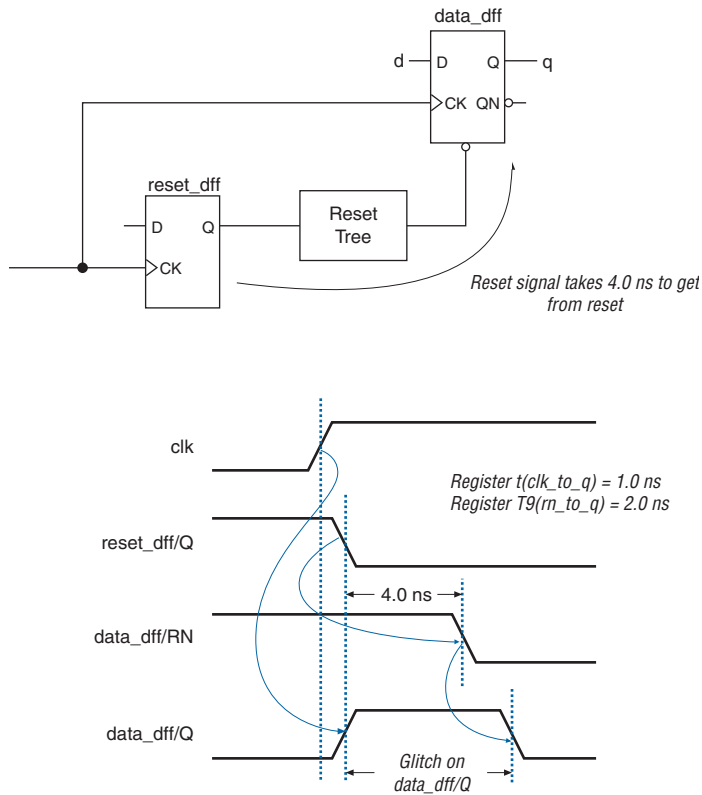 data_dff
d
D
Q
q
CK
QN
reset_dff
D
Q
CK
Reset
Tree
Reset signal takes 4.0 ns to get
from reset
clk
Register t(clk_to_q) = 1.0 ns
Register T9(rn_to_q) = 2.0 ns
reset_dff/Q
4.0 ns
data_dff/RN
data_dff/Q
Glitch on
data_dff/Q